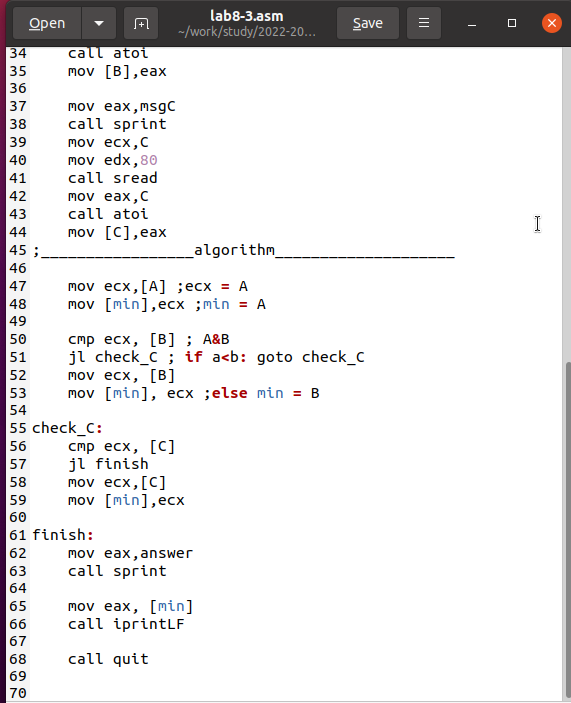 Open
lab8-3.asm
~/work/study/2022-20...
Save
34 call atoi
35 mov [B],eax
36
37 mov eax,msgC
38 call sprint
39 mov ecx,C
40 mov edx,80
41 call sread
42 mov eax,C
43 call atoi
44 mov [C],eax
45 ;_________________algorithm____________________
46
47 mov ecx,[A] ;ecx = A
48 mov [min],ecx ;min = A
49
50 cmp ecx, [B] ; A&B
51 jl check_C ; if a<b: goto check_C
52 mov ecx, [B]
53 mov [min], ecx ;else min = B
54
55 check_C:
56 cmp ecx, [C]
57 jl finish
58 mov ecx,[C]
59 mov [min],ecx
60
61 finish:
62 mov eax,answer
63 call sprint
64
65 mov eax, [min]
66 call iprintLF
67
68 call quit
69
70